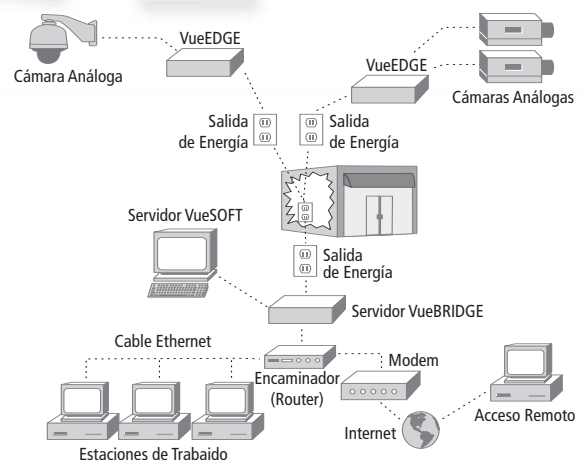 VueEDGE
Cámara Análoga
VueEDGE
Cámaras Análogas
Salida
de Energía
Salida
de Energía
Servidor VueSOFT
Salida
de Energía
Servidor VueBRIDGE
Cable Ethernet
Encaminador
(Router)
Modem
Internet
Acceso Remoto
Estaciones de Trabaido